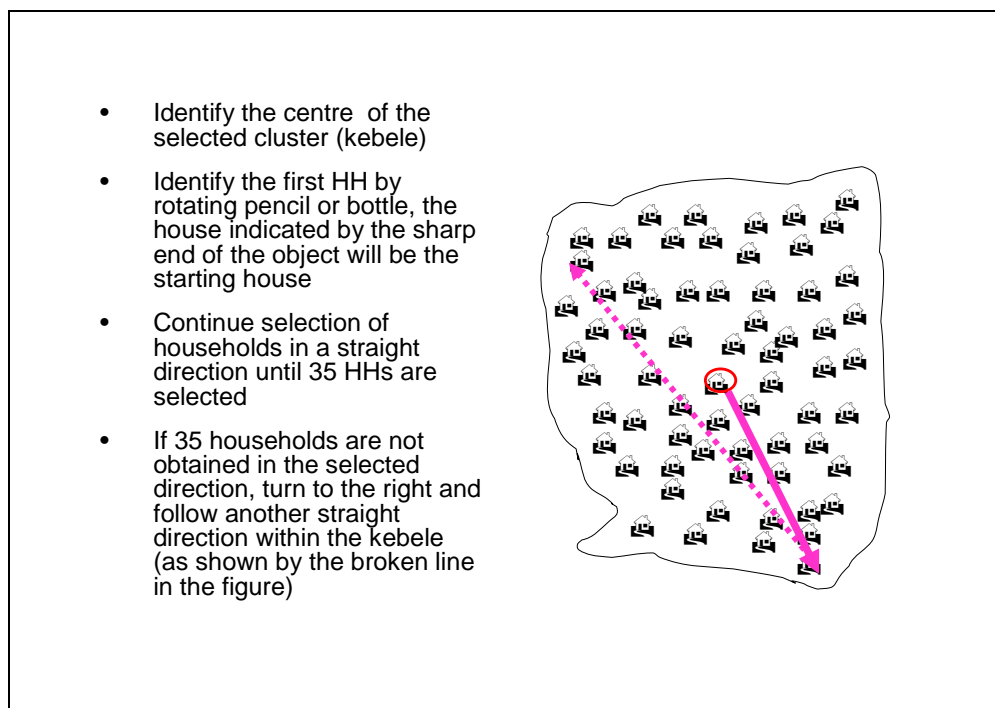 • Identify the centre  of the
selected cluster (kebele)
• Identify the first HH by
rotating pencil or bottle, the
house indicated by the sharp
end of the object will be the
starting house
• Continue selection of
households in a straight
direction until 35 HHs are
selected
• If 35 households are not
obtained in the selected
direction, turn to the right and
follow another straight
direction within the kebele
(as shown by the broken line
in the figure)